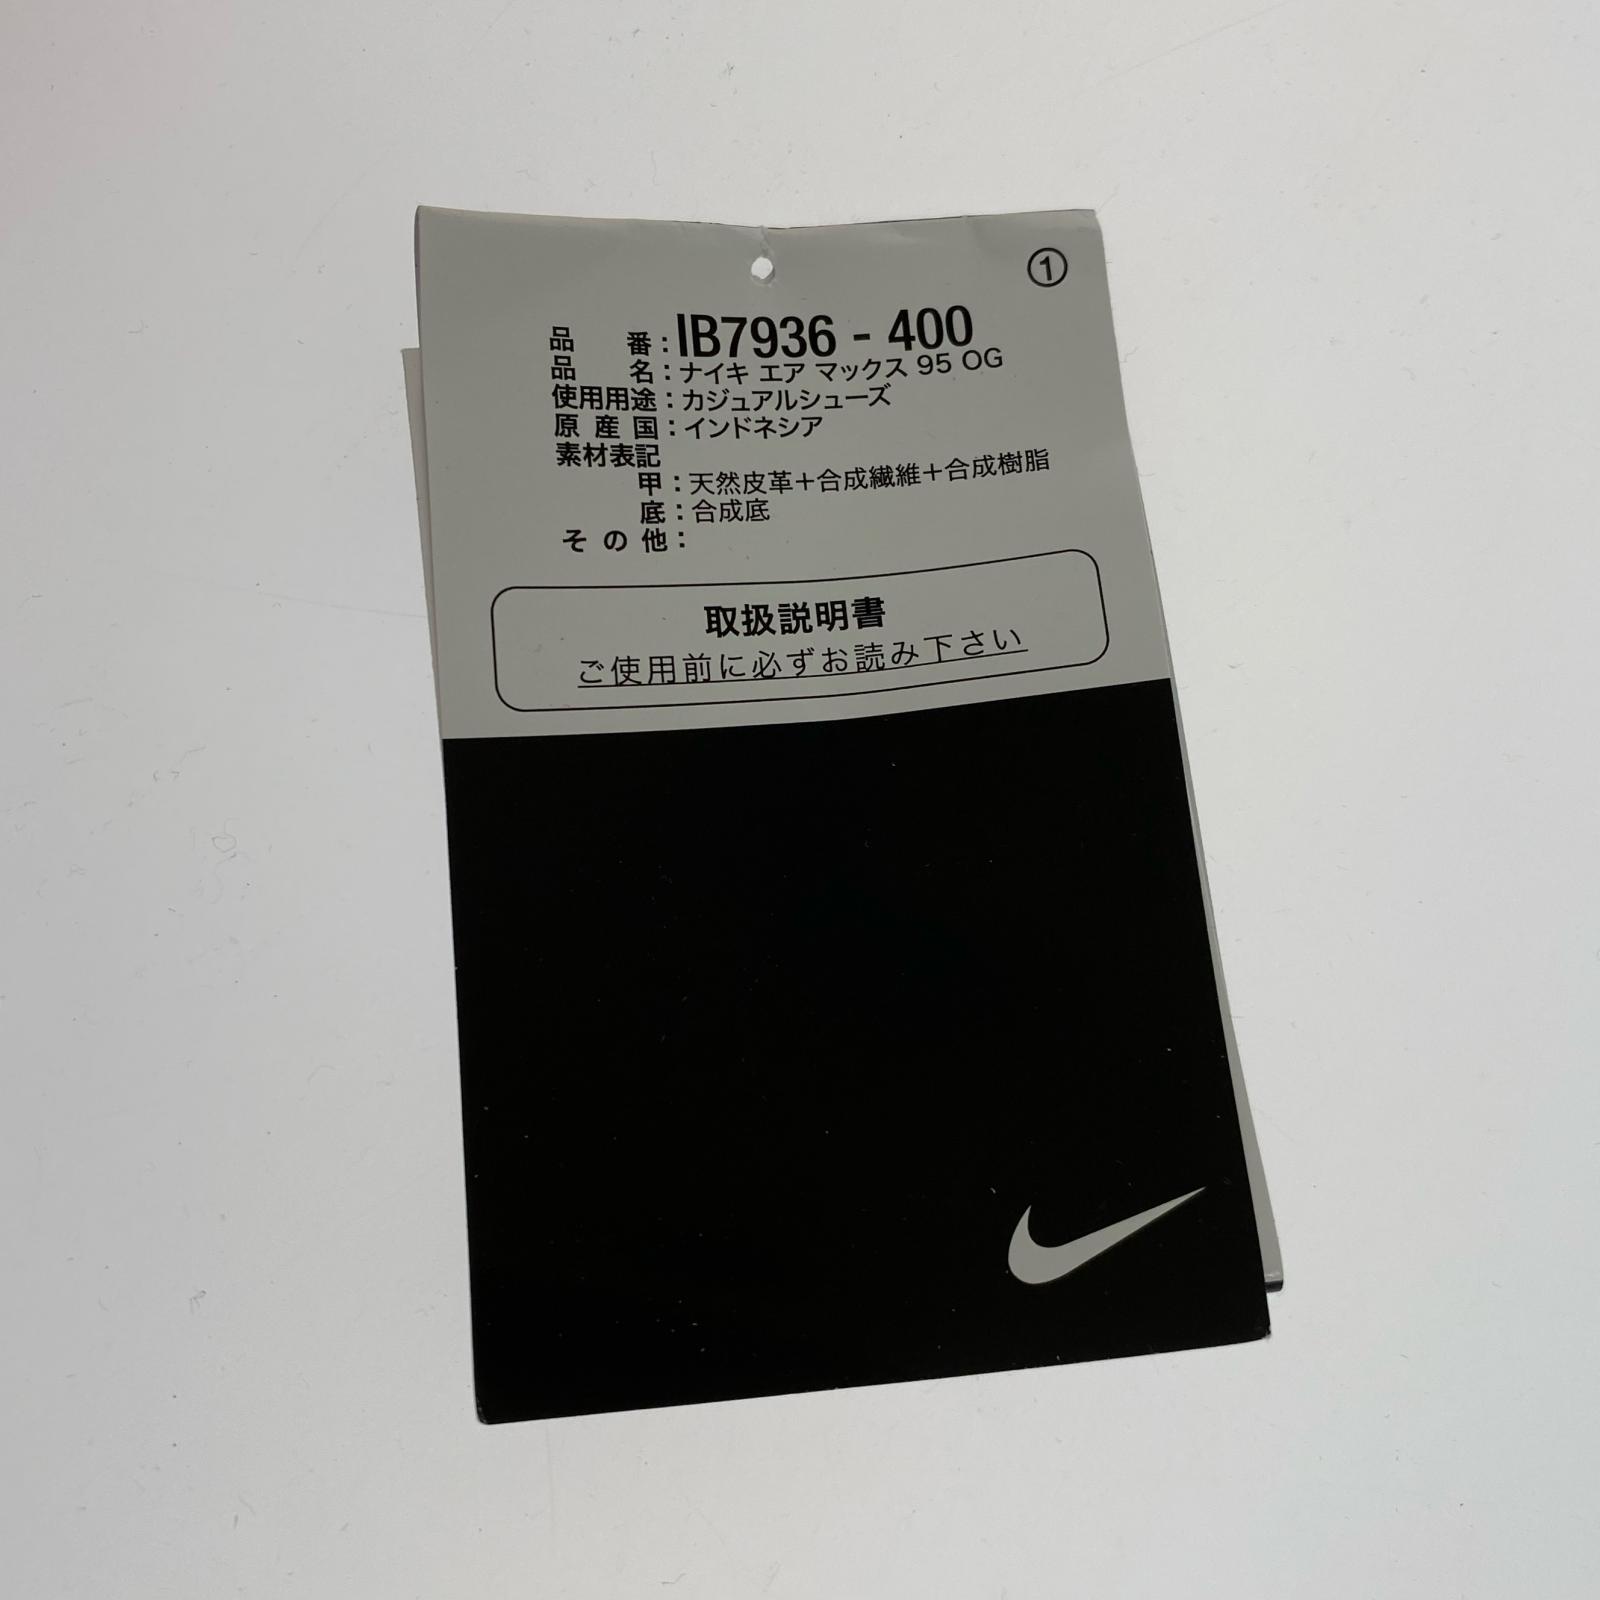 ①
品番:IB7936-400
品名:ナイキ エア マックス 95 OG
使用用途:カジュアルシューズ
原産国:インドネシア
素材表記
甲:天然皮革+合成繊維+合成樹脂
底:合成底
その他:
取扱説明書
ご使用前に必ずお読み下さい